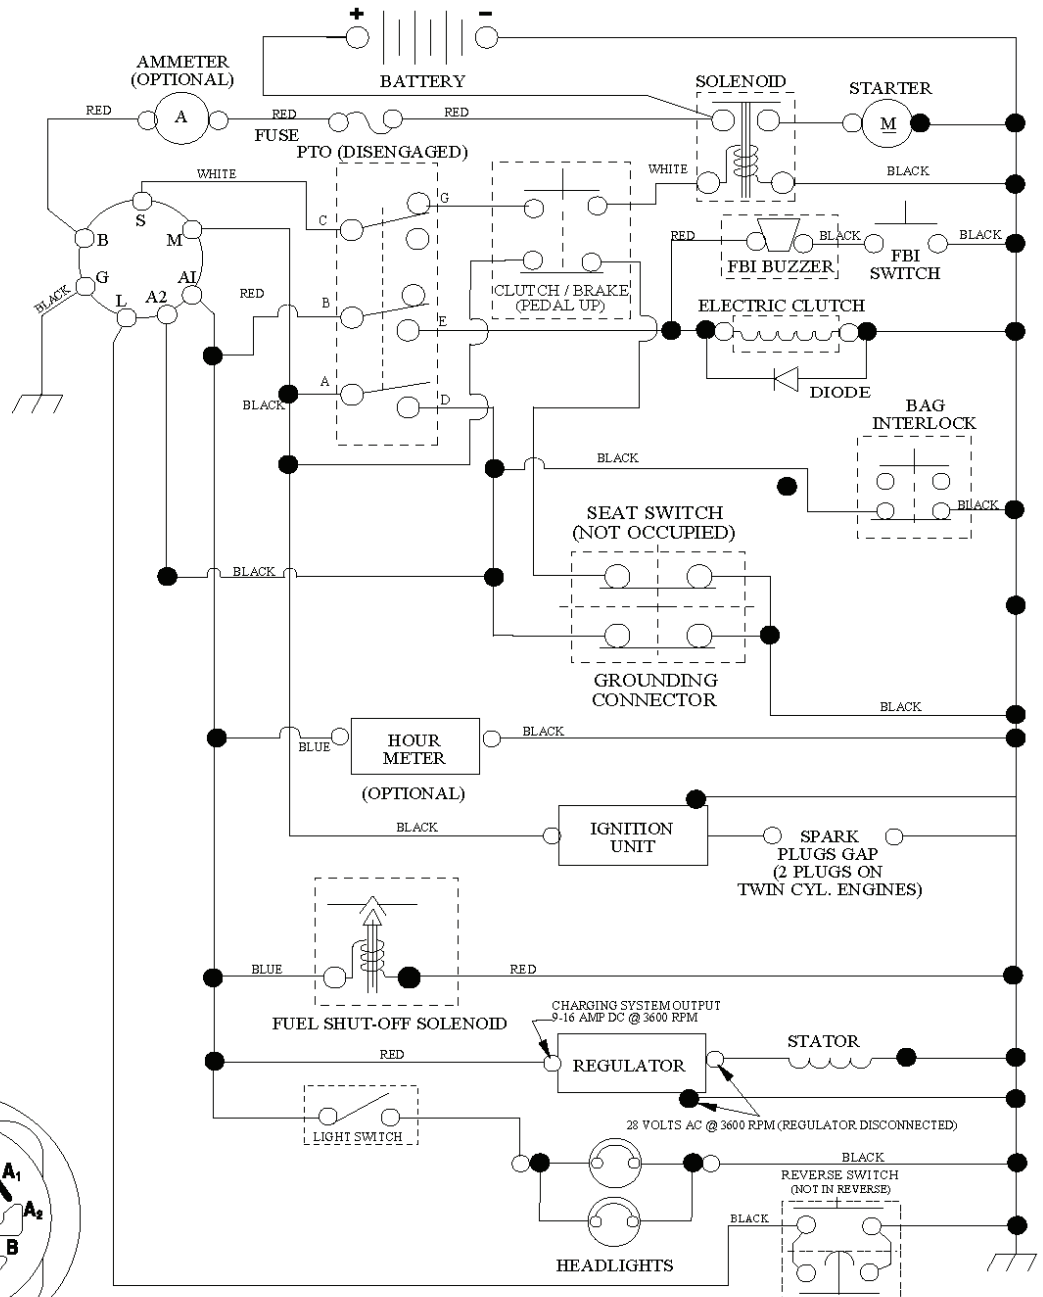 + −
BATTERY
AMMETER
(OPTIONAL)
RED
A
RED
FUSE
RED
PTO (DISENGAGED)
SOLENOID
STARTER
M
WHITE
WHITE
BLACK
S
B
M
G
A1
A2
L
BLACK
RED
C
G
B
E
A
D
BLACK
CLUTCH / BRAKE
(PEDAL UP)
RED
BLACK
BLACK
FBI BUZZER
FBI
SWITCH
ELECTRIC CLUTCH
DIODE
BAG
INTERLOCK
BLACK
BLACK
SEAT SWITCH
(NOT OCCUPIED)
BLACK
GROUNDING
CONNECTOR
BLACK
BLUE
HOUR
METER
BLACK
(OPTIONAL)
BLACK
IGNITION
UNIT
SPARK
PLUGS GAP
(2 PLUGS ON
TWIN CYL. ENGINES)
BLUE
RED
FUEL SHUT-OFF SOLENOID
CHARGING SYSTEM OUTPUT
9-16 AMP DC @ 3600 RPM
RED
REGULATOR
STATOR
28 VOLTS AC @ 3600 RPM (REGULATOR DISCONNECTED)
LIGHT SWITCH
BLACK
REVERSE SWITCH
(NOT IN REVERSE)
BLACK
HEADLIGHTS
A1
A2
B